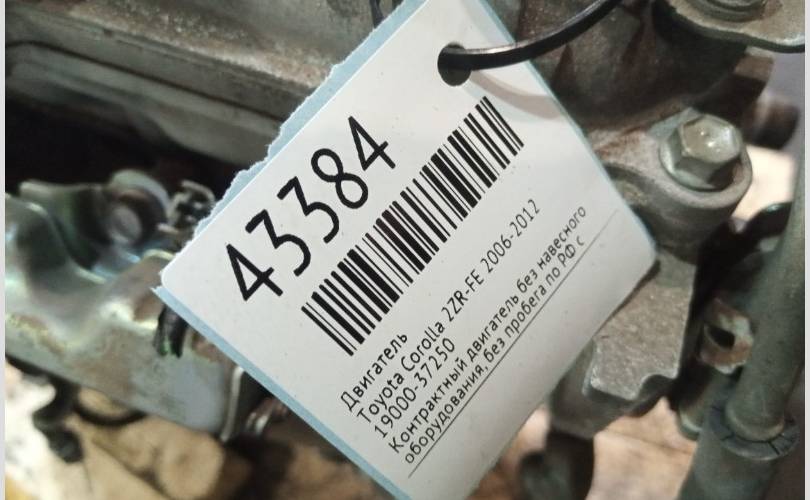 43384
Двигатель
Toyota Corolla 2ZR-FE 2006-2012
19000-37250
Контрактный двигатель без навесного
оборудования, без пробега по РФ с